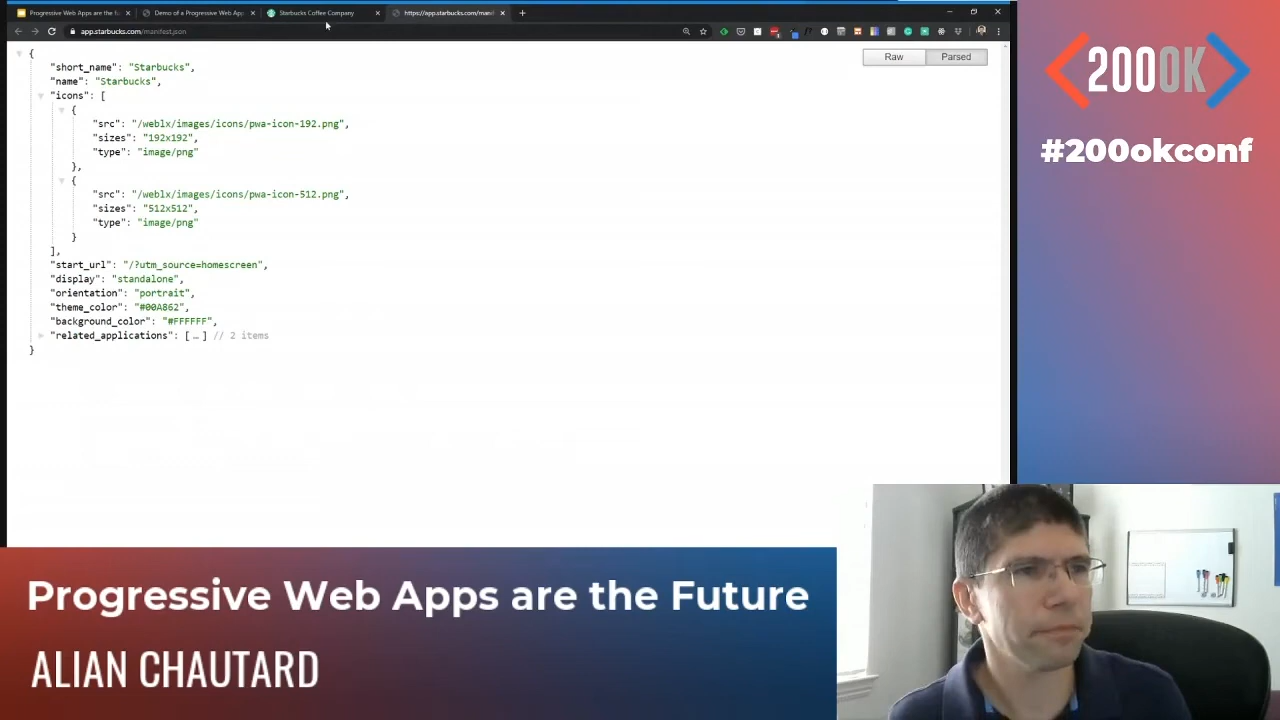 Progressive Web Apps are the fu
Demo of a Progressive Web App
Starbucks Coffee Company
https://app.starbucks.com/mani
app.starbucks.com/manifest.json
Raw
Parsed
{
"short_name": "Starbucks",
"name": "Starbucks",
"icons": [
{
"src": "/weblx/images/icons/pwa-icon-192.png",
"sizes": "192x192",
"type": "image/png"
},
{
"src": "/weblx/images/icons/pwa-icon-512.png",
"sizes": "512x512",
"type": "image/png"
}
],
"start_url": "/?utm_source=homescreen",
"display": "standalone",
"orientation": "portrait",
"theme_color": "#00A862",
"background_color": "#FFFFFF",
"related_applications": [ … ] // 2 items
}
200OK
#200okconf
Progressive Web Apps are the Future
ALIAN CHAUTARD